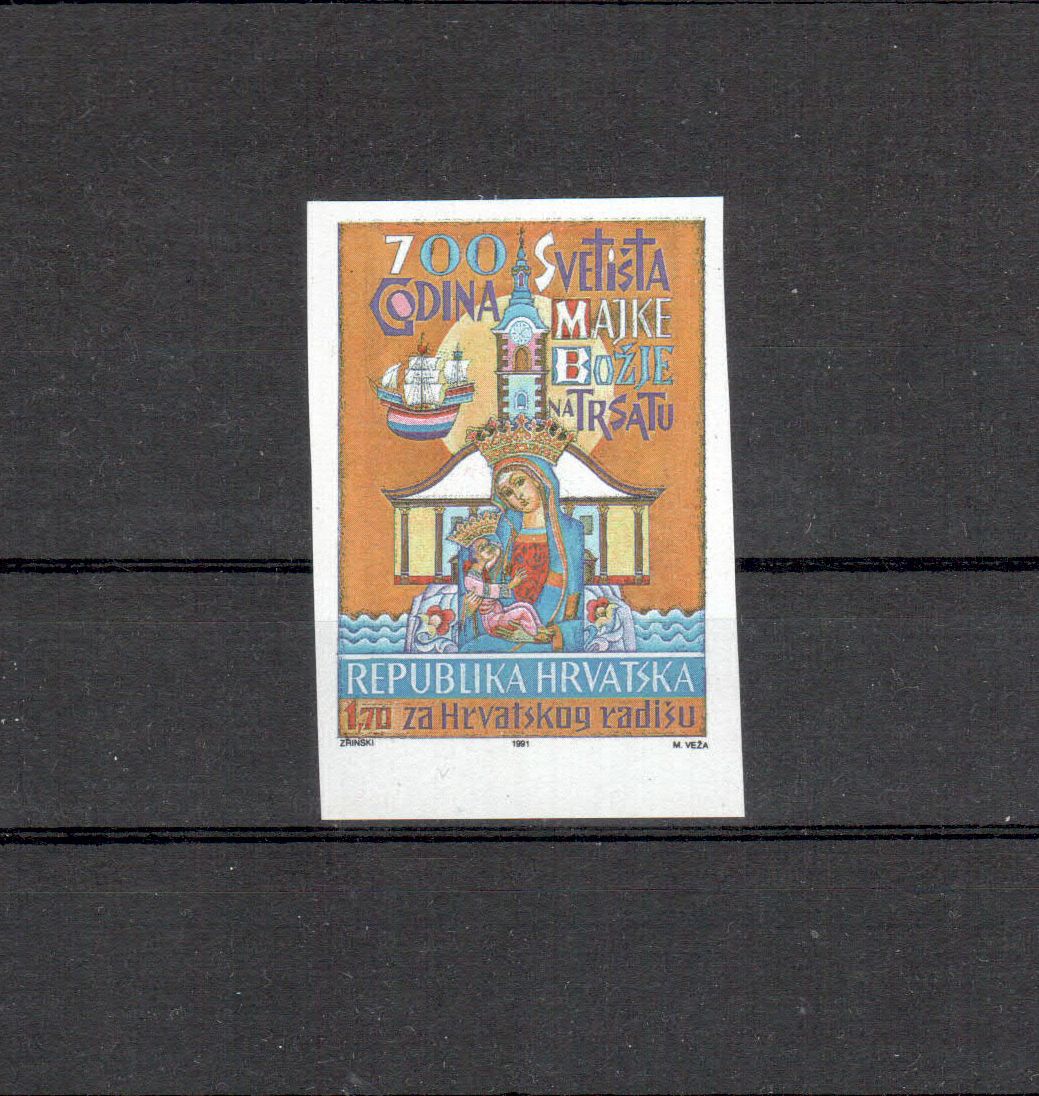 700
GODINA
SVETIŠTA
MAJKE
BOŽJE
NA TRSATU
REPUBLIKA HRVATSKA
1,70 za Hrvatskog radišu
ZRINSKI 1991 M. VEŽA